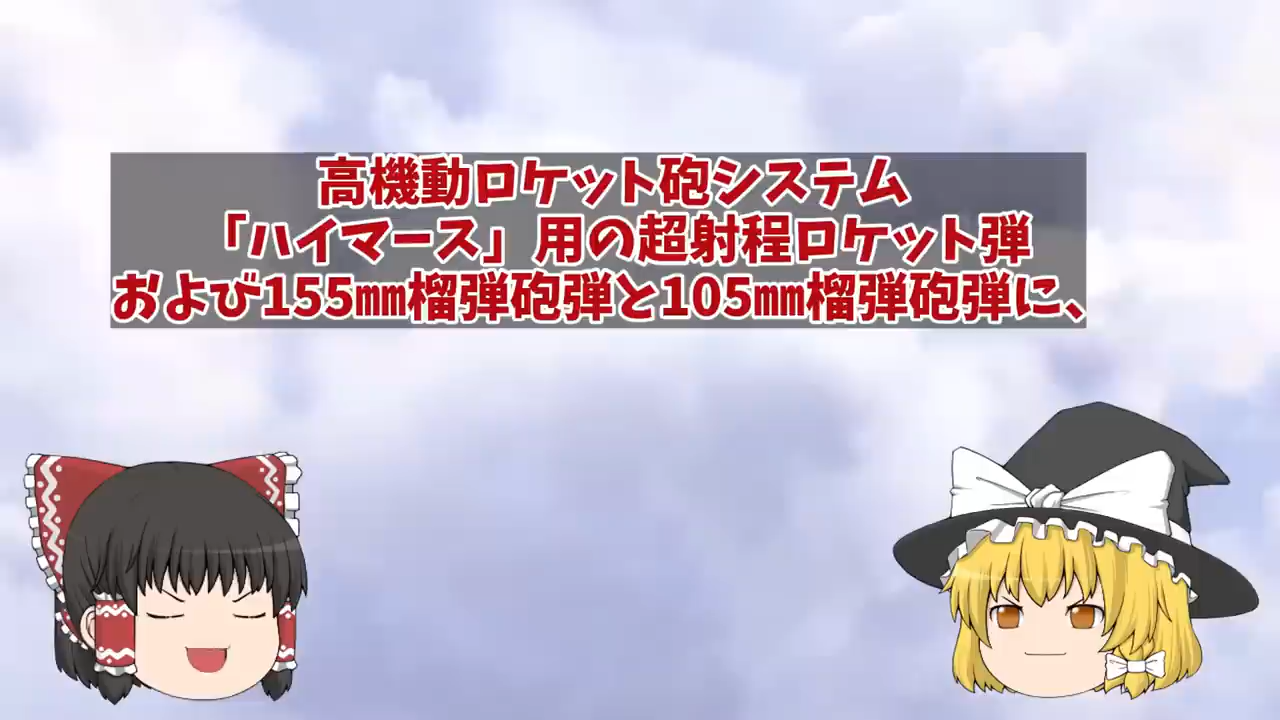 高機動ロケット砲システム
「ハイマース」用の超射程ロケット弾
および155㎜榴弾砲弾と105㎜榴弾砲弾に、